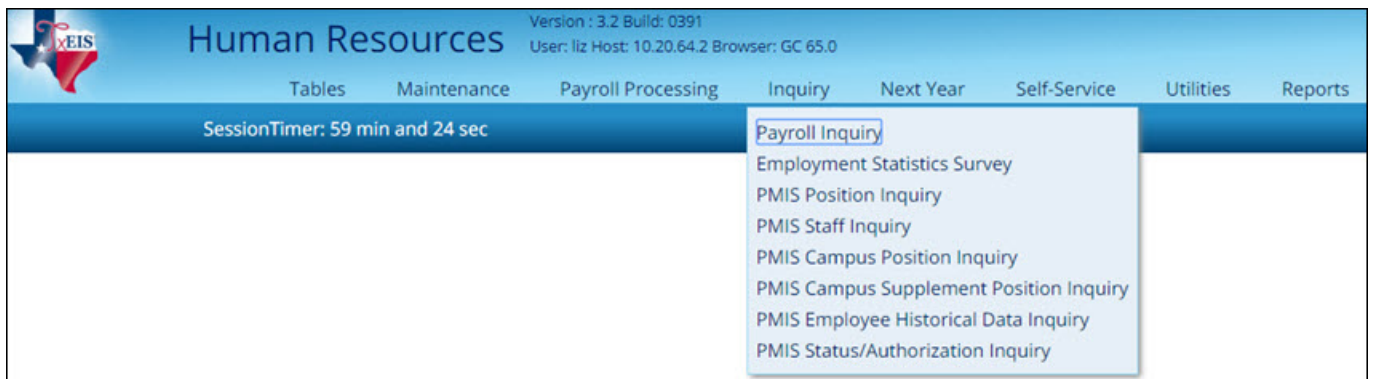 TxEIS
Human Resources
Version : 3.2 Build: 0391
User: liz Host: 10.20.64.2 Browser: GC 65.0
Tables Maintenance Payroll Processing Inquiry Next Year Self-Service Utilities Reports
SessionTimer: 59 min and 24 sec
Payroll Inquiry
Employment Statistics Survey
PMIS Position Inquiry
PMIS Staff Inquiry
PMIS Campus Position Inquiry
PMIS Campus Supplement Position Inquiry
PMIS Employee Historical Data Inquiry
PMIS Status/Authorization Inquiry